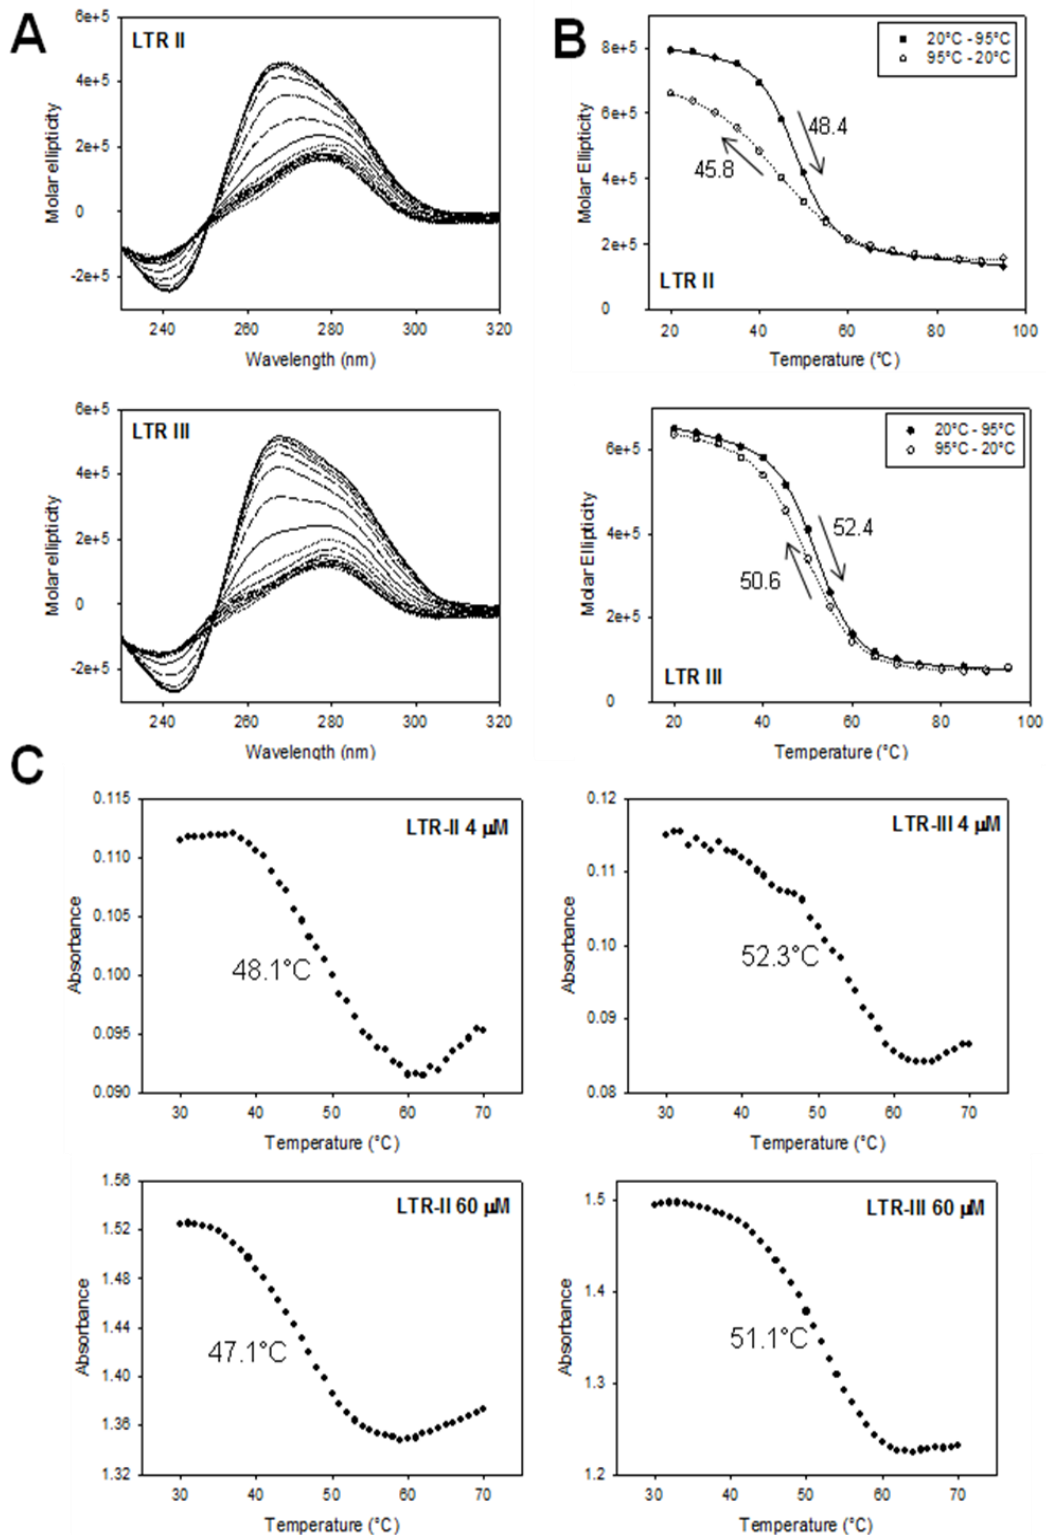 A
B
LTR II
6e+5
4e+5
2e+5
0
-2e+5
Molar ellipticity
240 260 280 300 320
Wavelength (nm)
20°C - 95°C
95°C - 20°C
8e+5
6e+5
4e+5
2e+5
0
Molar Ellipticity
48.4
45.8
LTR II
20 40 60 80 100
Temperature (°C)
LTR III
6e+5
4e+5
2e+5
0
-2e+5
Molar ellipticity
240 260 280 300 320
Wavelength (nm)
20°C - 95°C
95°C - 20°C
6e+5
4e+5
2e+5
0
Molar Ellipticity
52.4
50.6
LTR III
20 40 60 80 100
Temperature (°C)
C
LTR-II 4 µM
0.115
0.110
0.105
0.100
0.095
0.090
Absorbance
48.1°C
30 40 50 60 70
Temperature (°C)
LTR-III 4 µM
0.12
0.11
0.10
0.09
0.08
Absorbance
52.3°C
30 40 50 60 70
Temperature (°C)
LTR-II 60 µM
1.56
1.52
1.48
1.44
1.40
1.36
1.32
Absorbance
47.1°C
30 40 50 60 70
Temperature (°C)
LTR-III 60 µM
1.5
1.4
1.3
1.2
Absorbance
51.1°C
30 40 50 60 70
Temperature (°C)